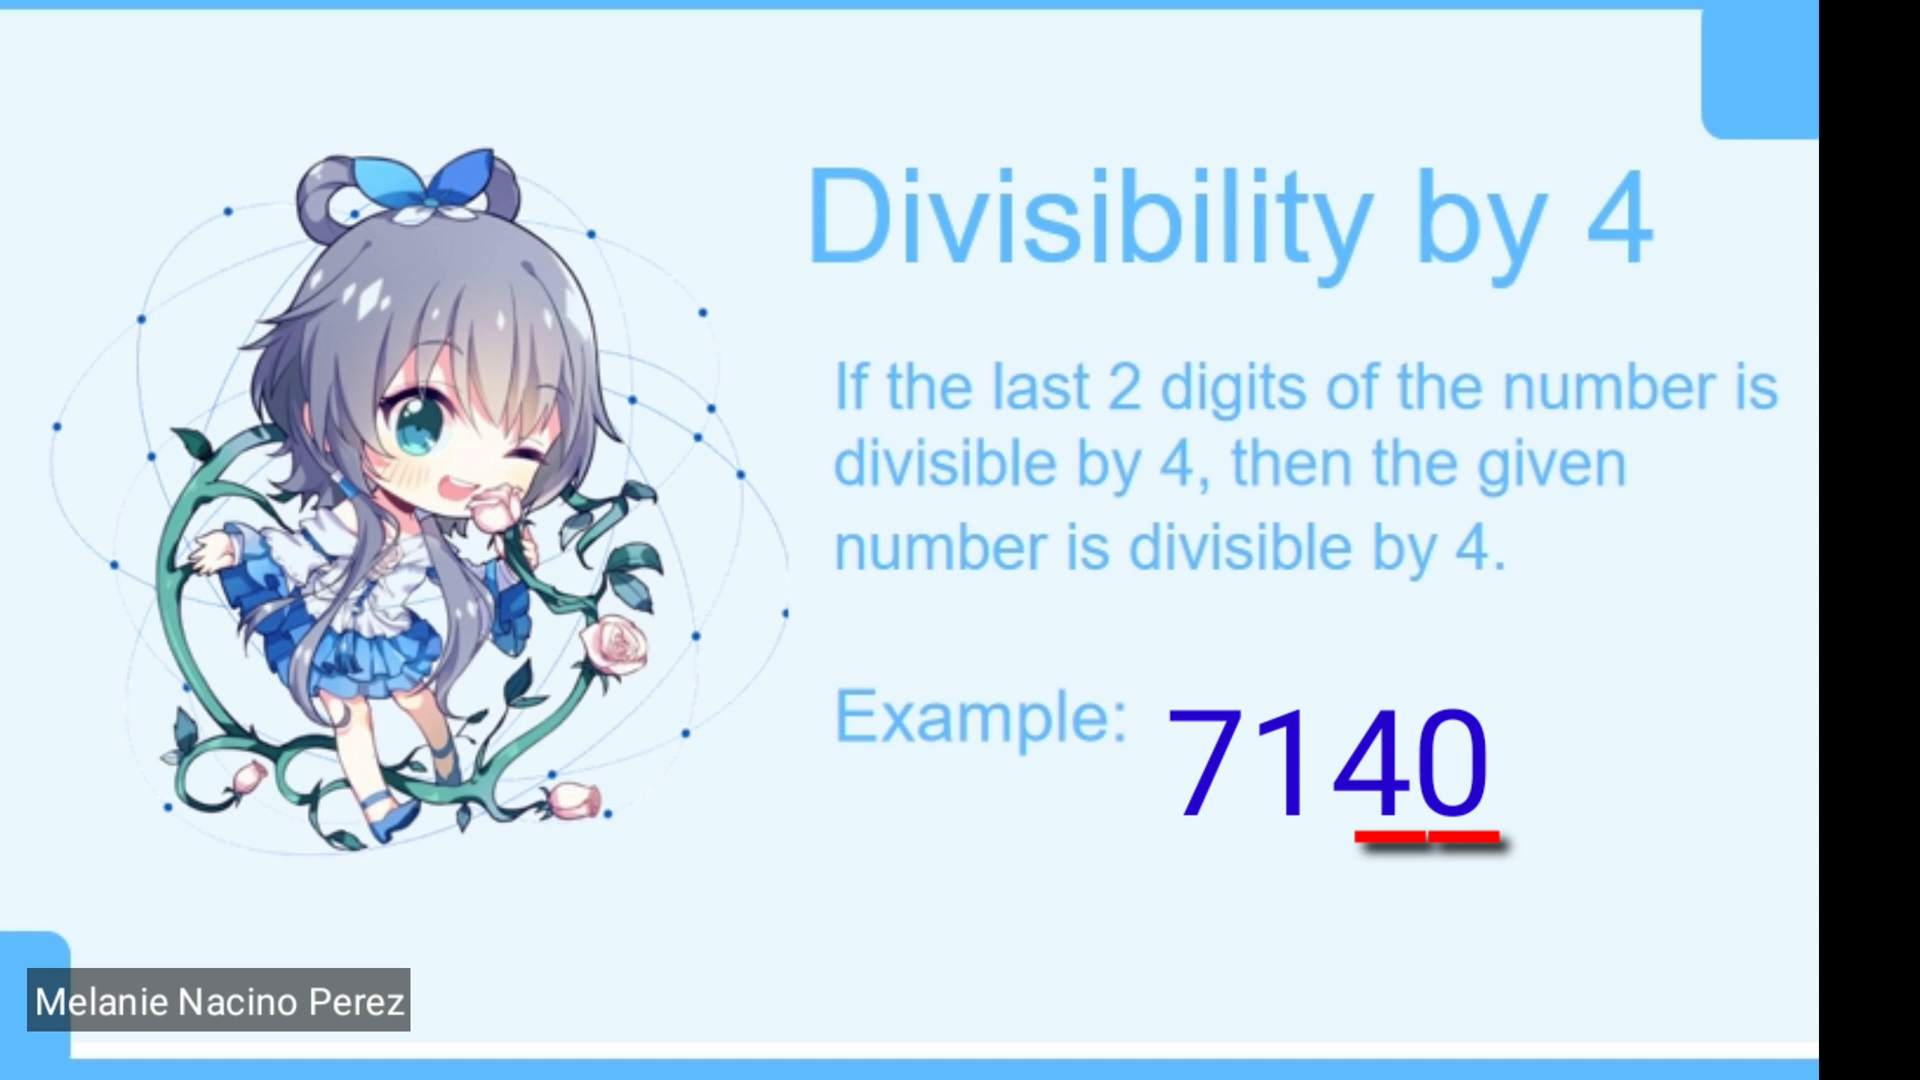 Divisibility by 4
If the last 2 digits of the number is
divisible by 4, then the given
number is divisible by 4.
Example: 7140
Melanie Nacino Perez